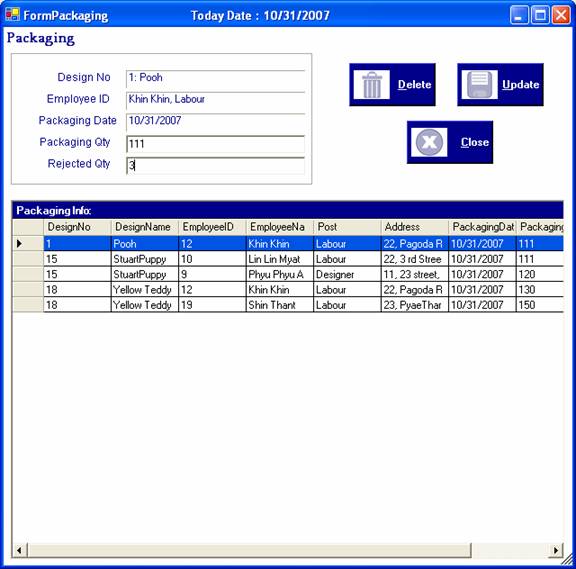 FormPackaging Today Date : 10/31/2007
Packaging
Design No 1: Pooh
Employee ID Khin Khin, Labour
Packaging Date 10/31/2007
Packaging Qty 111
Rejected Qty 3
Delete
Update
Close
Packaging Info:
DesignNo DesignName EmployeeID EmployeeNa Post Address PackagingDat Packaging
1 Pooh 12 Khin Khin Labour 22, Pagoda R 10/31/2007 111
15 StuartPuppy 10 Lin Lin Myat Labour 22, 3 rd Stree 10/31/2007 111
15 StuartPuppy 9 Phyu Phyu A Designer 11, 23 street, 10/31/2007 120
18 Yellow Teddy 12 Khin Khin Labour 22, Pagoda R 10/31/2007 130
18 Yellow Teddy 19 Shin Thant Labour 23, PyaeThar 10/31/2007 150